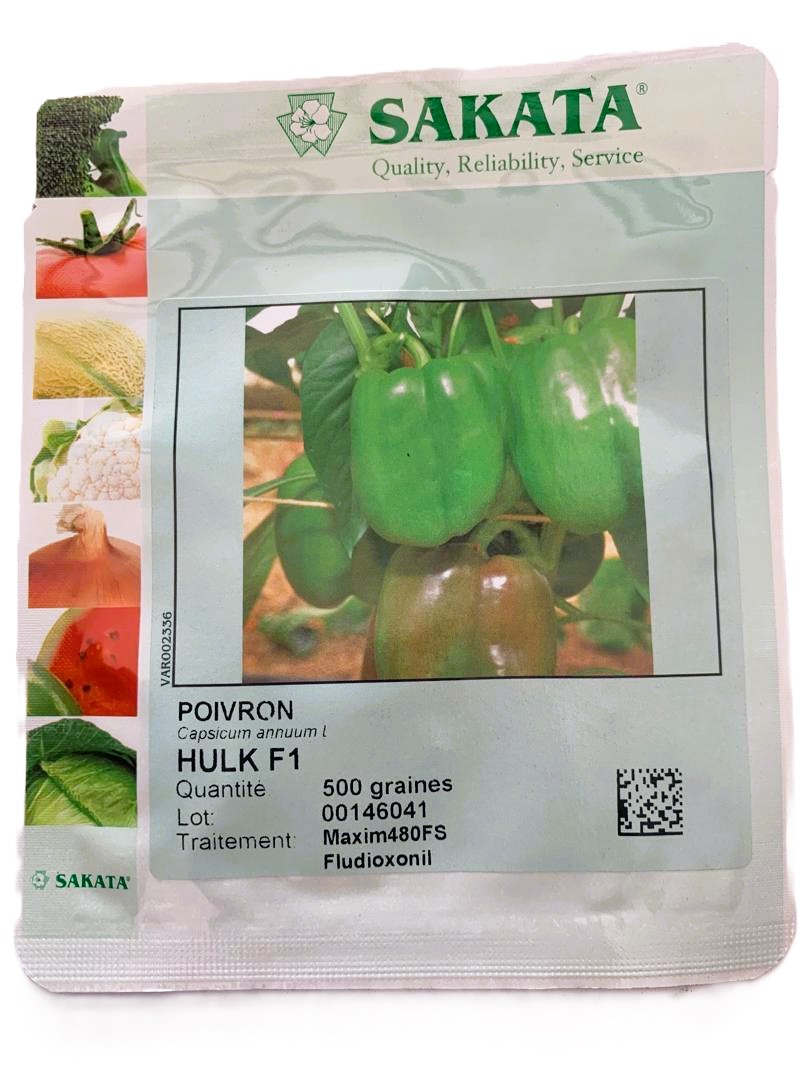 SAKATA®
Quality, Reliability, Service
VAR002336
POIVRON
Capsicum annuum l
HULK F1
Quantité 500 graines
Lot: 00146041
Traitement: Maxim480FS
Fludioxonil
SAKATA®